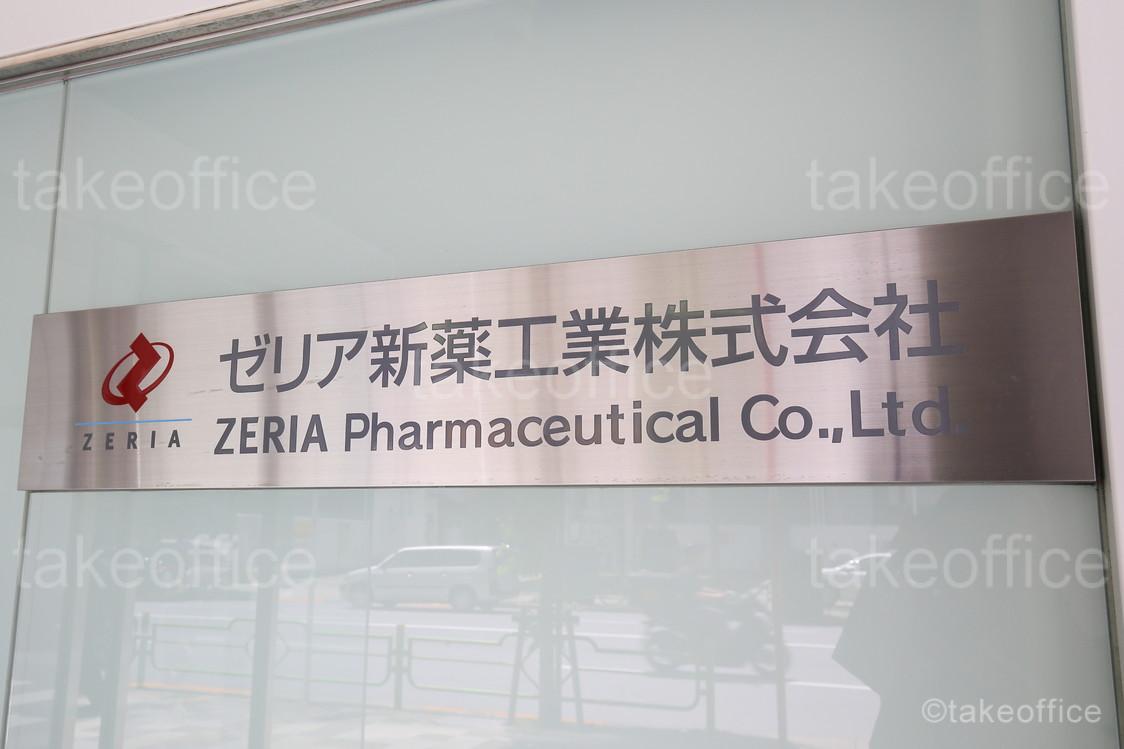 takeoffice takeoffice
ゼリア新薬工業株式会社
takeoffice
ZERIA
ZERIA Pharmaceutical Co.,Ltd.
takeoffice takeoffice
©takeoffice